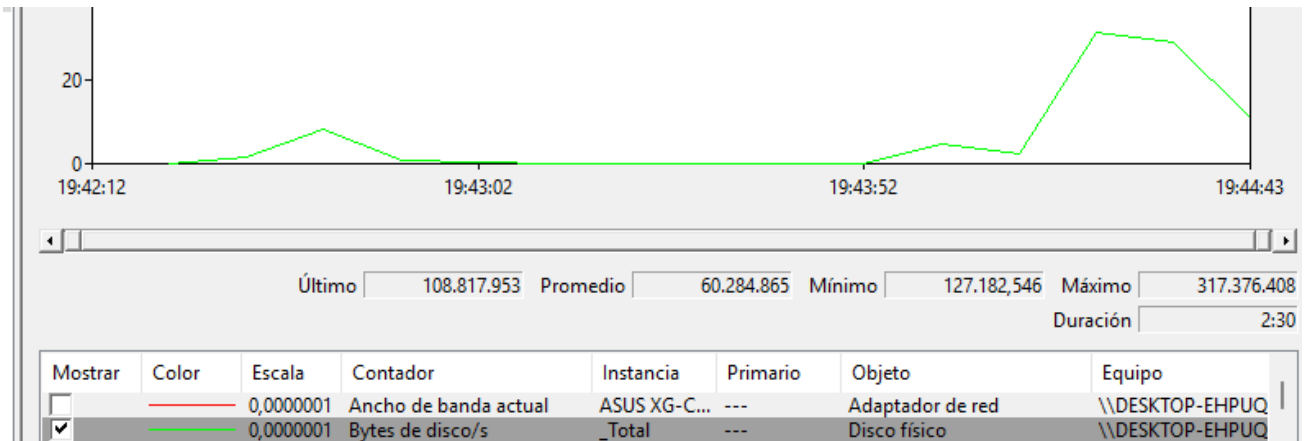 20
0
19:42:12 19:43:02 19:43:52 19:44:43
Último 108.817.953 Promedio 60.284.865 Mínimo 127.182,546 Máximo 317.376.408
Duración 2:30
Mostrar Color Escala Contador Instancia Primario Objeto Equipo
0,0000001 Ancho de banda actual ASUS XG-C... --- Adaptador de red \\DESKTOP-EHPUQ
0,0000001 Bytes de disco/s _Total --- Disco físico \\DESKTOP-EHPUQ